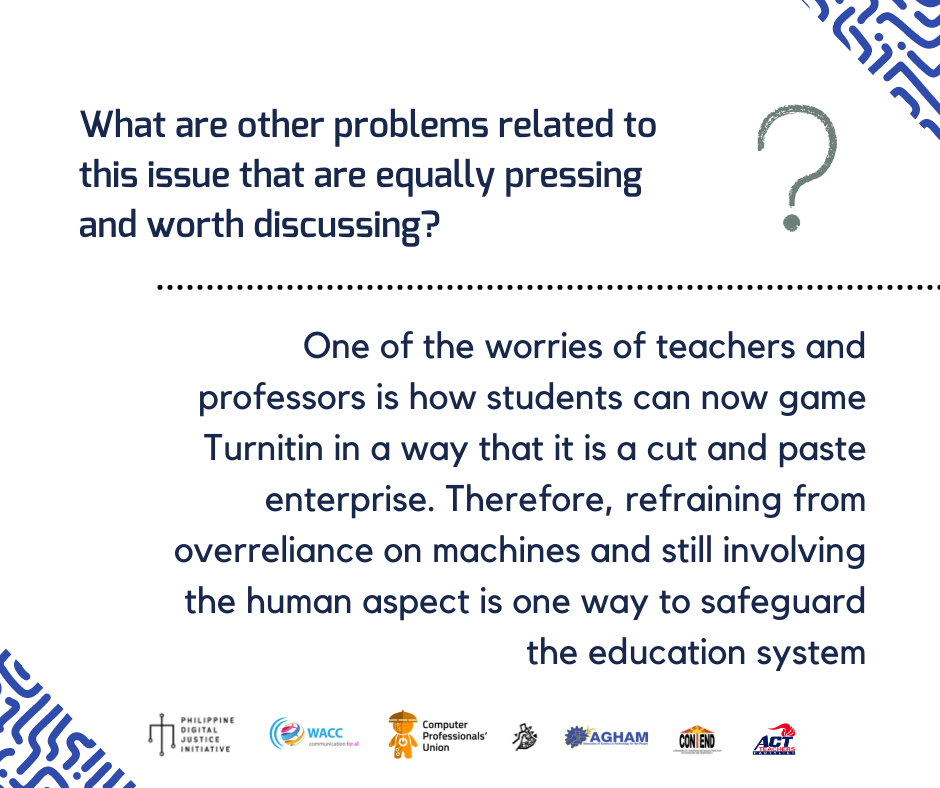 What are other problems related to
this issue that are equally pressing
and worth discussing?
?
One of the worries of teachers and
professors is how students can now game
Turnitin in a way that it is a cut and paste
enterprise. Therefore, refraining from
overreliance on machines and still involving
the human aspect is one way to safeguard
the education system
PHILIPPINE
DIGITAL
JUSTICE
INITIATIVE
WACC
communication for all
Computer
Professionals'
Union
AGHAM
CONTEND
ACT
TEACHERS